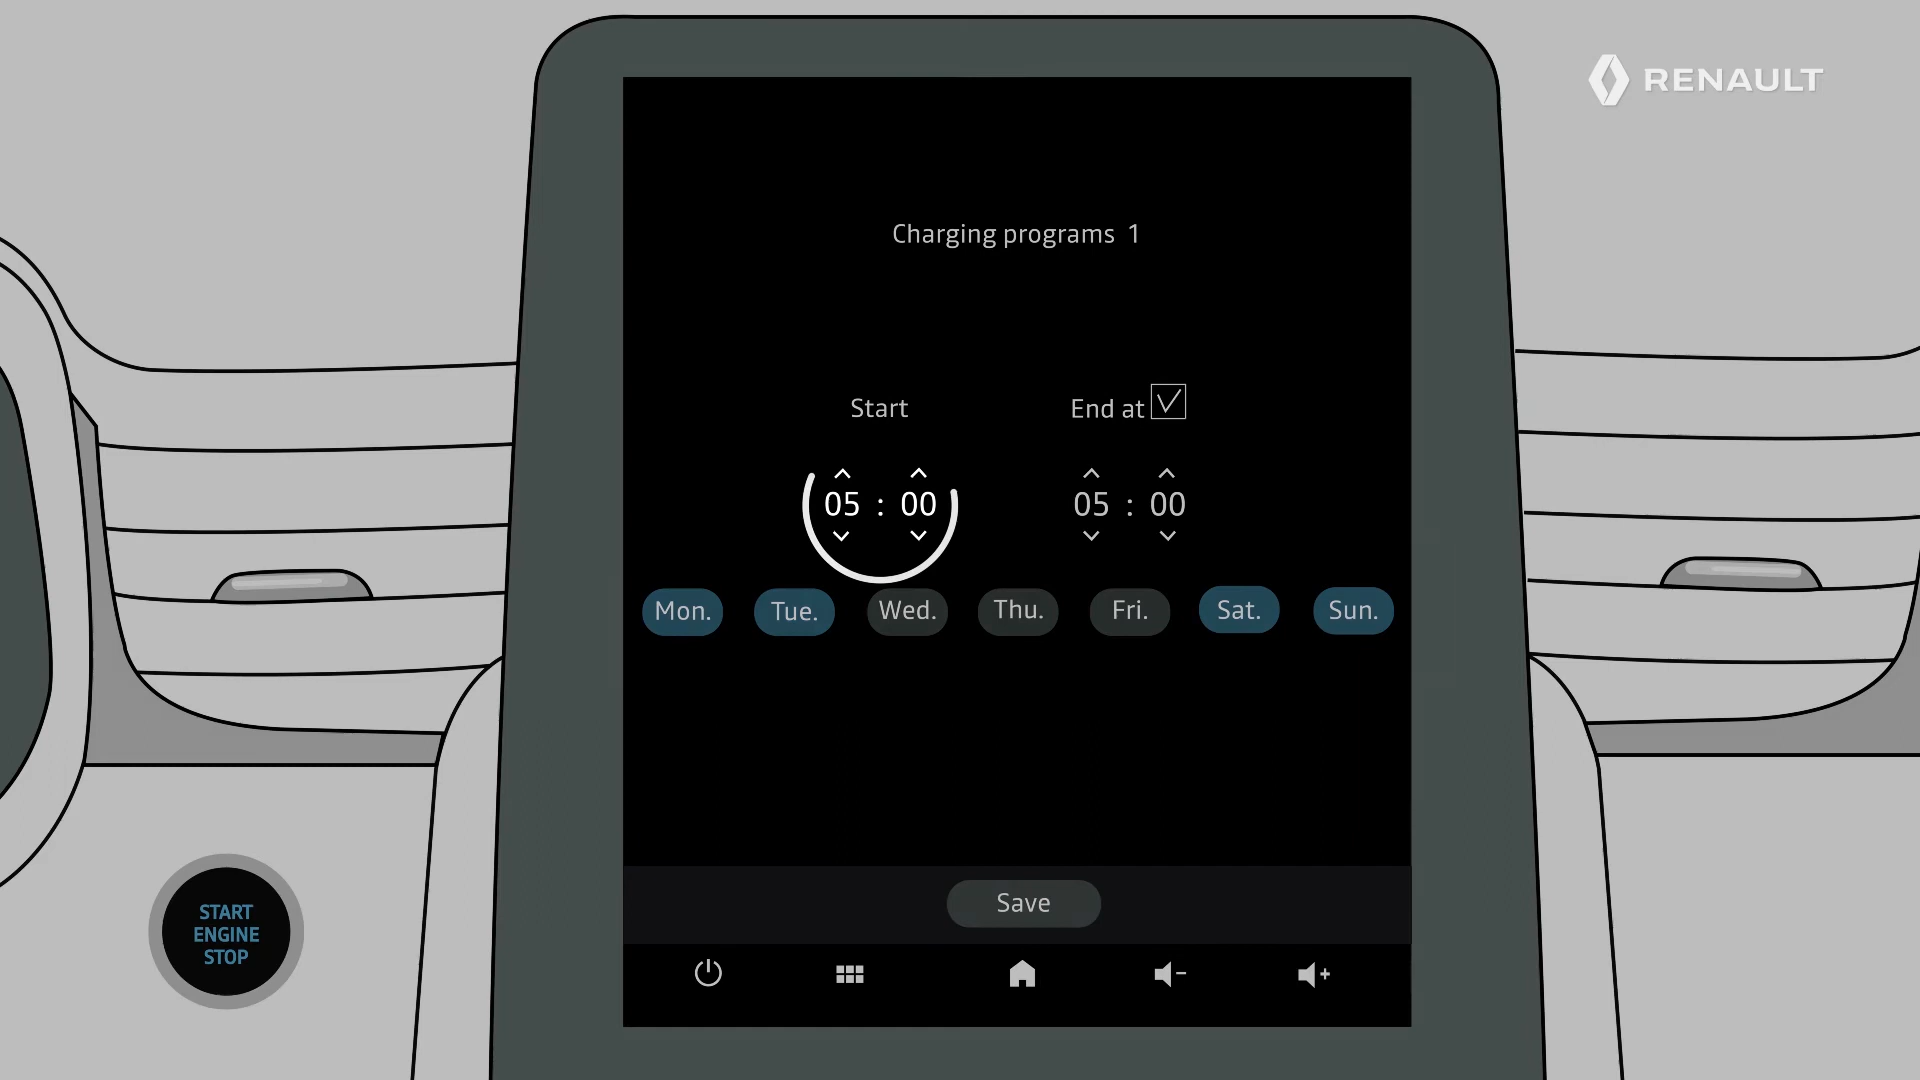 RENAULT
Charging programs 1
Start
End at
05 : 00
05 : 00
Mon. Tue. Wed. Thu. Fri. Sat. Sun.
START
ENGINE
STOP
Save